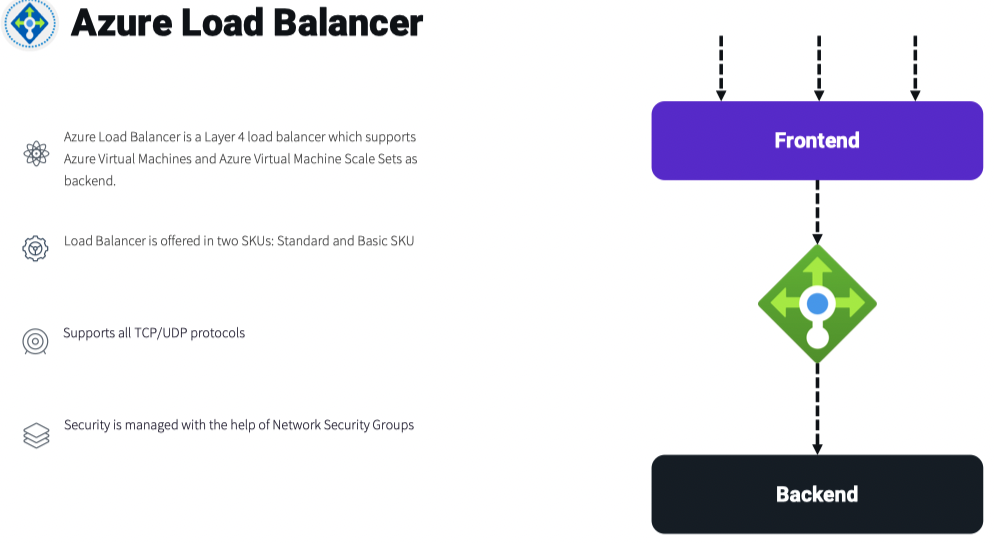 Azure Load Balancer
Azure Load Balancer is a Layer 4 load balancer which supports
Azure Virtual Machines and Azure Virtual Machine Scale Sets as
backend.
Load Balancer is offered in two SKUs: Standard and Basic SKU
Supports all TCP/UDP protocols
Security is managed with the help of Network Security Groups
Frontend
Backend